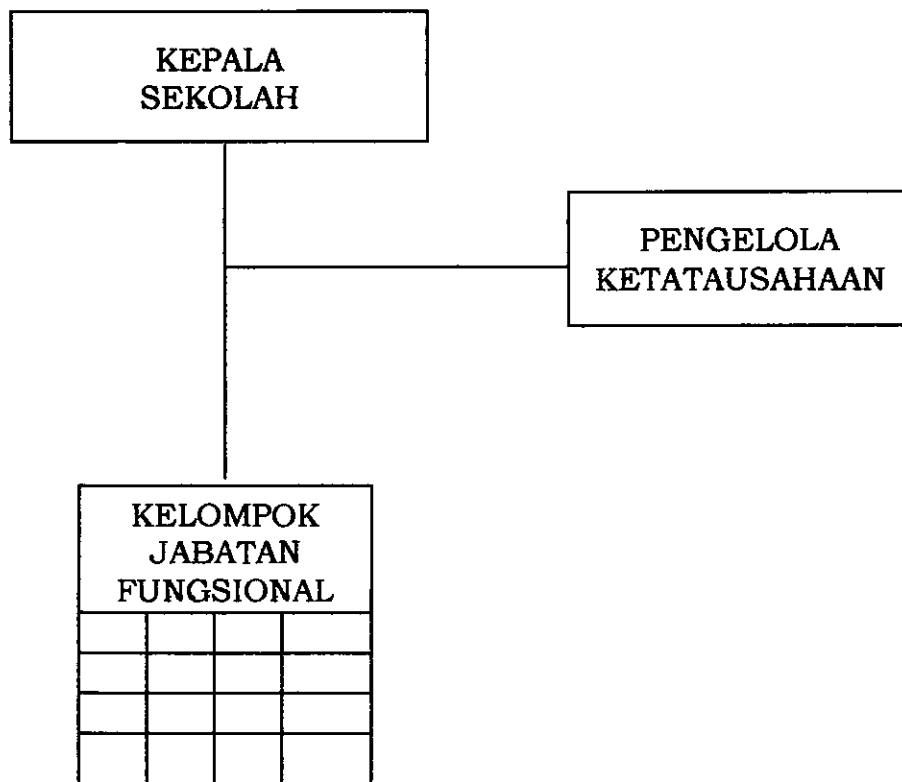 KEPALA
SEKOLAH
PENGELOLA
KETATAUSAHAAN
KELOMPOK
JABATAN
FUNGSIONAL